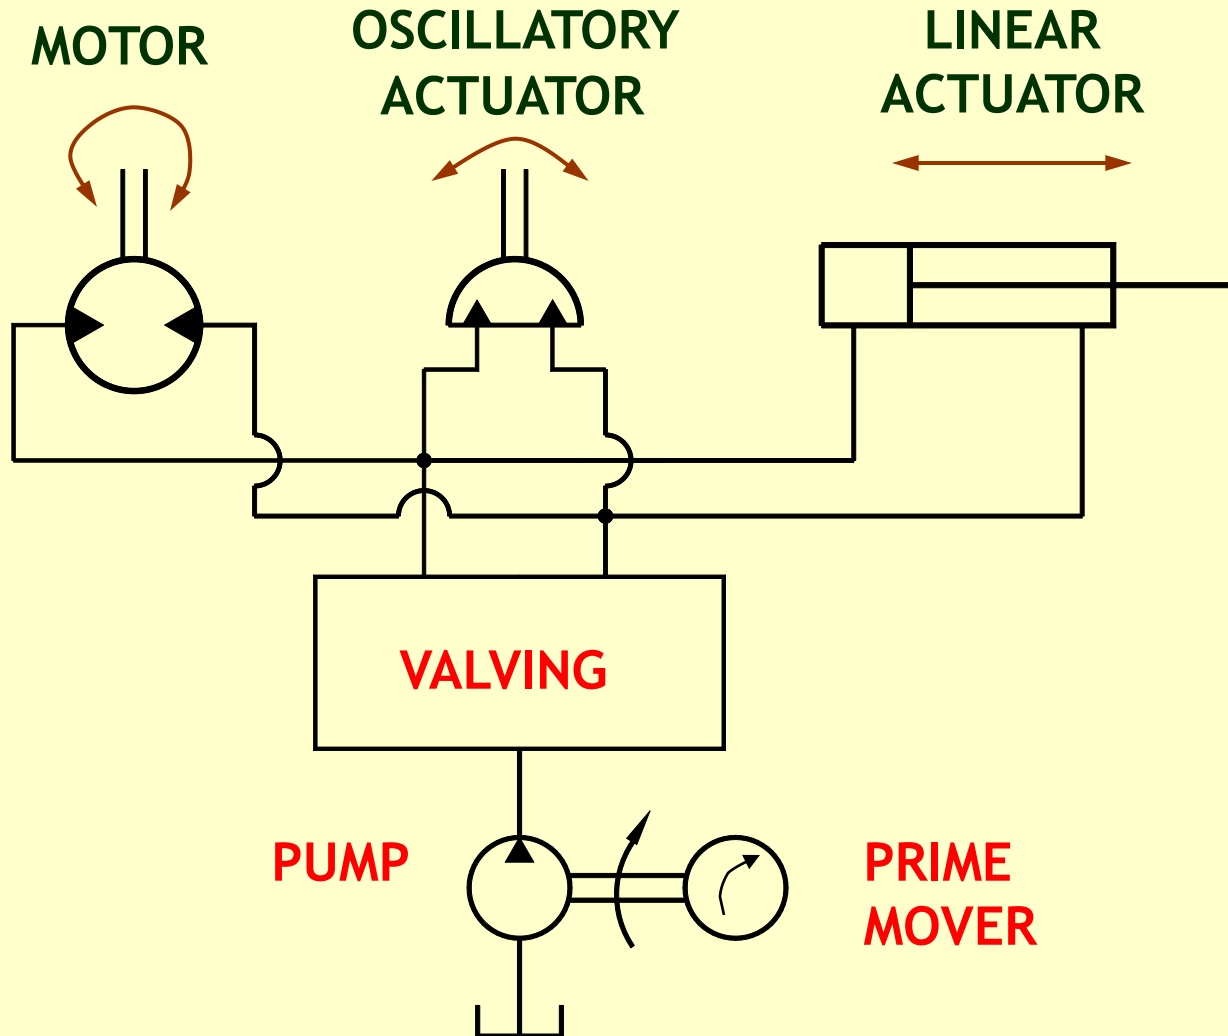 MOTOR
OSCILLATORY
ACTUATOR
LINEAR
ACTUATOR
VALVING
PUMP
PRIME
MOVER